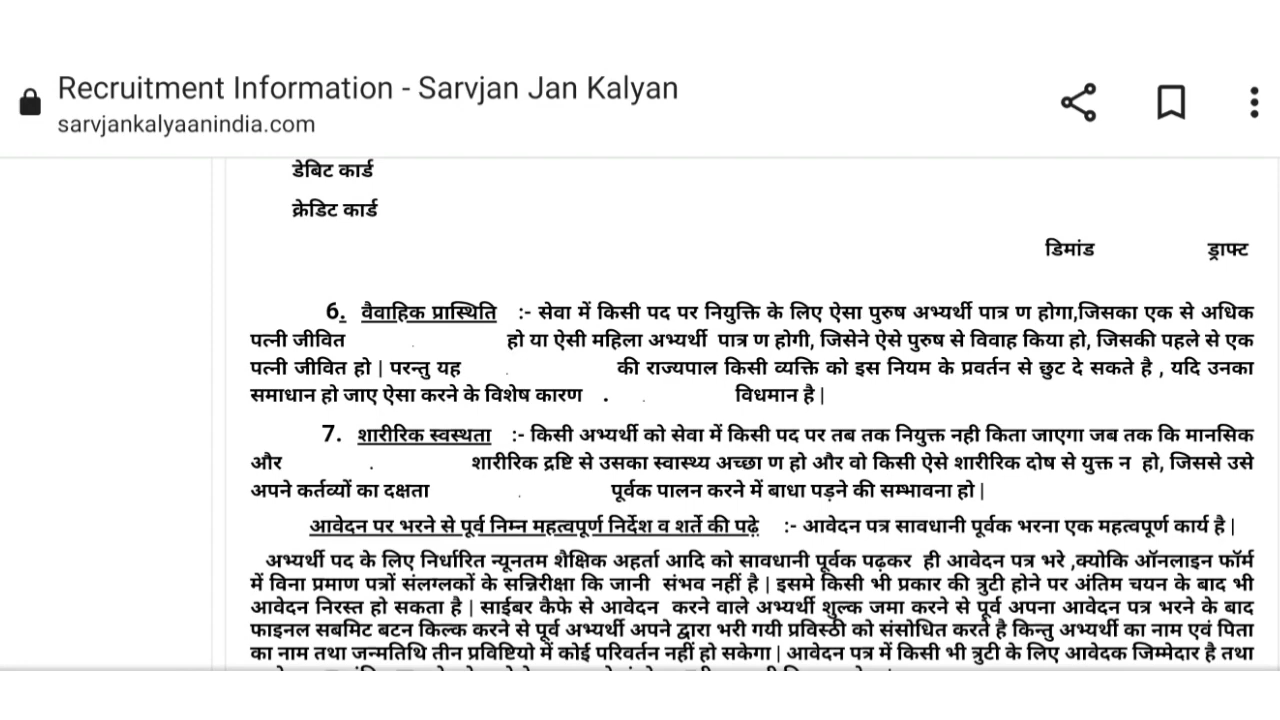 Recruitment Information - Sarvjan Jan Kalyan
sarvjankalyaanindia.com
डेबिट कार्ड
क्रेडिट कार्ड
डिमांड ड्राफ्ट
6. वैवाहिक प्रास्थिति :- सेवा में किसी पद पर नियुक्ति के लिए ऐसा पुरुष अभ्यर्थी पात्र ण होगा,जिसका एक से अधिक
पत्नी जीवित हो या ऐसी महिला अभ्यर्थी पात्र ण होगी, जिसेने ऐसे पुरुष से विवाह किया हो, जिसकी पहले से एक
पत्नी जीवित हो | परन्तु यह की राज्यपाल किसी व्यक्ति को इस नियम के प्रवर्तन से छुट दे सकते है , यदि उनका
समाधान हो जाए ऐसा करने के विशेष कारण . विधमान है |
7. शारीरिक स्वस्थता :- किसी अभ्यर्थी को सेवा में किसी पद पर तब तक नियुक्त नही किता जाएगा जब तक कि मानसिक
और . शारीरिक द्रष्टि से उसका स्वास्थ्य अच्छा ण हो और वो किसी ऐसे शारीरिक दोष से युक्त न हो, जिससे उसे
अपने कर्तव्यों का दक्षता पूर्वक पालन करने में बाधा पड़ने की सम्भावना हो |
आवेदन पर भरने से पूर्व निम्न महत्वपूर्ण निर्देश व शर्ते की पढ़े :- आवेदन पत्र सावधानी पूर्वक भरना एक महत्वपूर्ण कार्य है |
अभ्यर्थी पद के लिए निर्धारित न्यूनतम शैक्षिक अहर्ता आदि को सावधानी पूर्वक पढ़कर ही आवेदन पत्र भरे ,क्योकि ऑनलाइन फॉर्म
में विना प्रमाण पत्रों संलग्लकों के सन्निरीक्षा कि जानी संभव नहीं है | इसमे किसी भी प्रकार की त्रुटी होने पर अंतिम चयन के बाद भी
आवेदन निरस्त हो सकता है | साईबर कैफे से आवेदन करने वाले अभ्यर्थी शुल्क जमा करने से पूर्व अपना आवेदन पत्र भरने के बाद
फाइनल सबमिट बटन किल्क करने से पूर्व अभ्यर्थी अपने द्वारा भरी गयी प्रविस्ठी को संसोधित करते है किन्तु अभ्यर्थी का नाम एवं पिता
का नाम तथा जन्मतिथि तीन प्रविष्टियो में कोई परिवर्तन नहीं हो सकेगा | आवेदन पत्र में किसी भी त्रुटी के लिए आवेदक जिम्मेदार है तथा